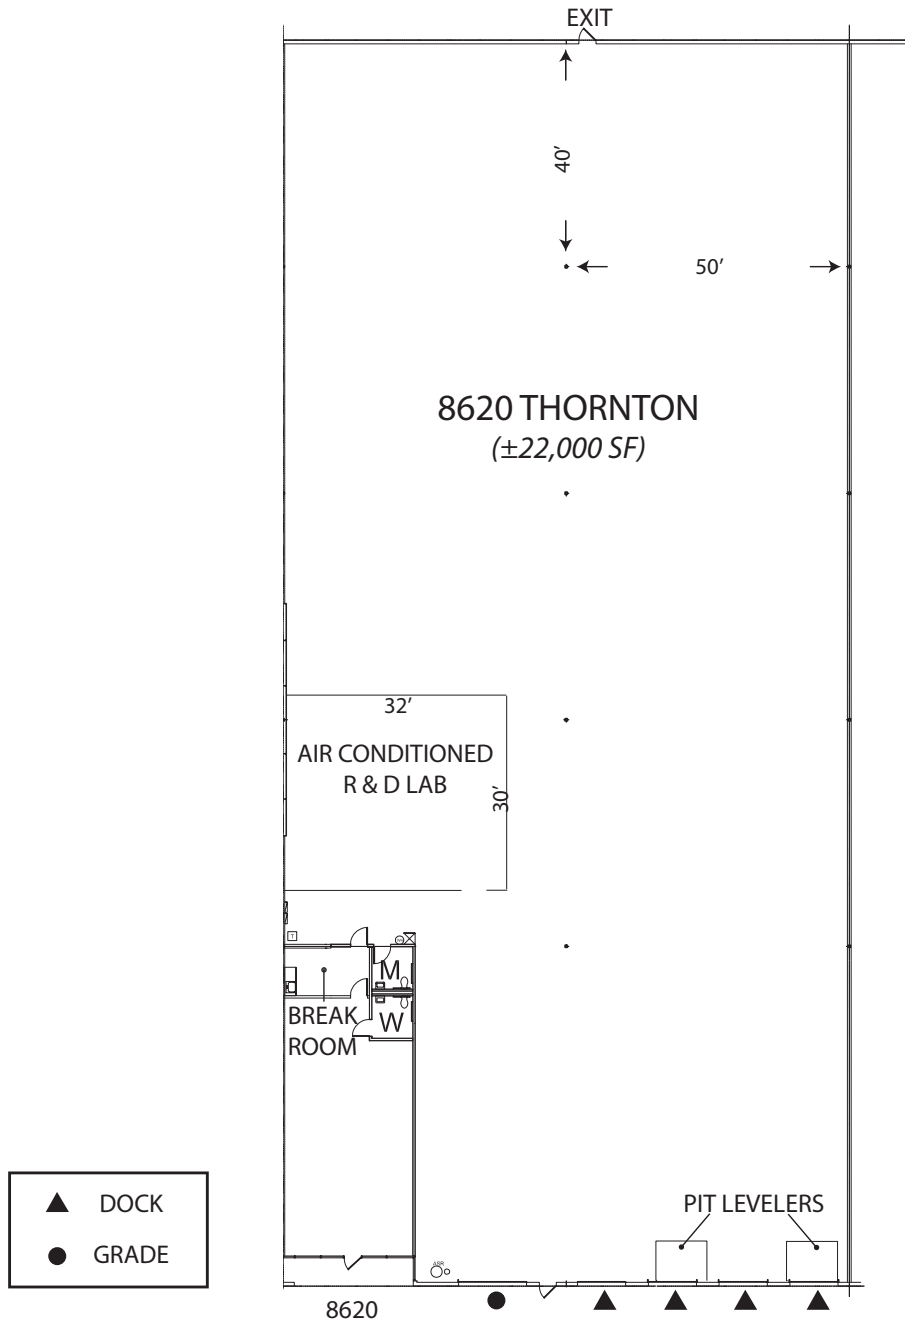 EXIT
40’
50’
8620 THORNTON
(±22,000 SF)
32’
AIR CONDITIONED
R & D LAB
30’
T
M
W
BREAK
ROOM
PIT LEVELERS
DOCK
GRADE
ASR
8620